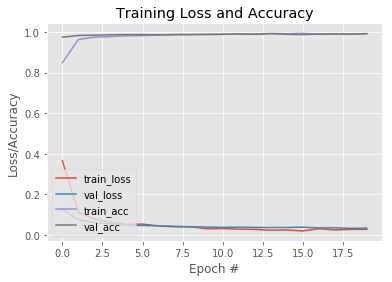 Training Loss and Accuracy
Loss/Accuracy
1.0
0.8
0.6
0.4
0.2
0.0
train_loss
val_loss
train_acc
val_acc
0.0 2.5 5.0 7.5 10.0 12.5 15.0 17.5
Epoch #